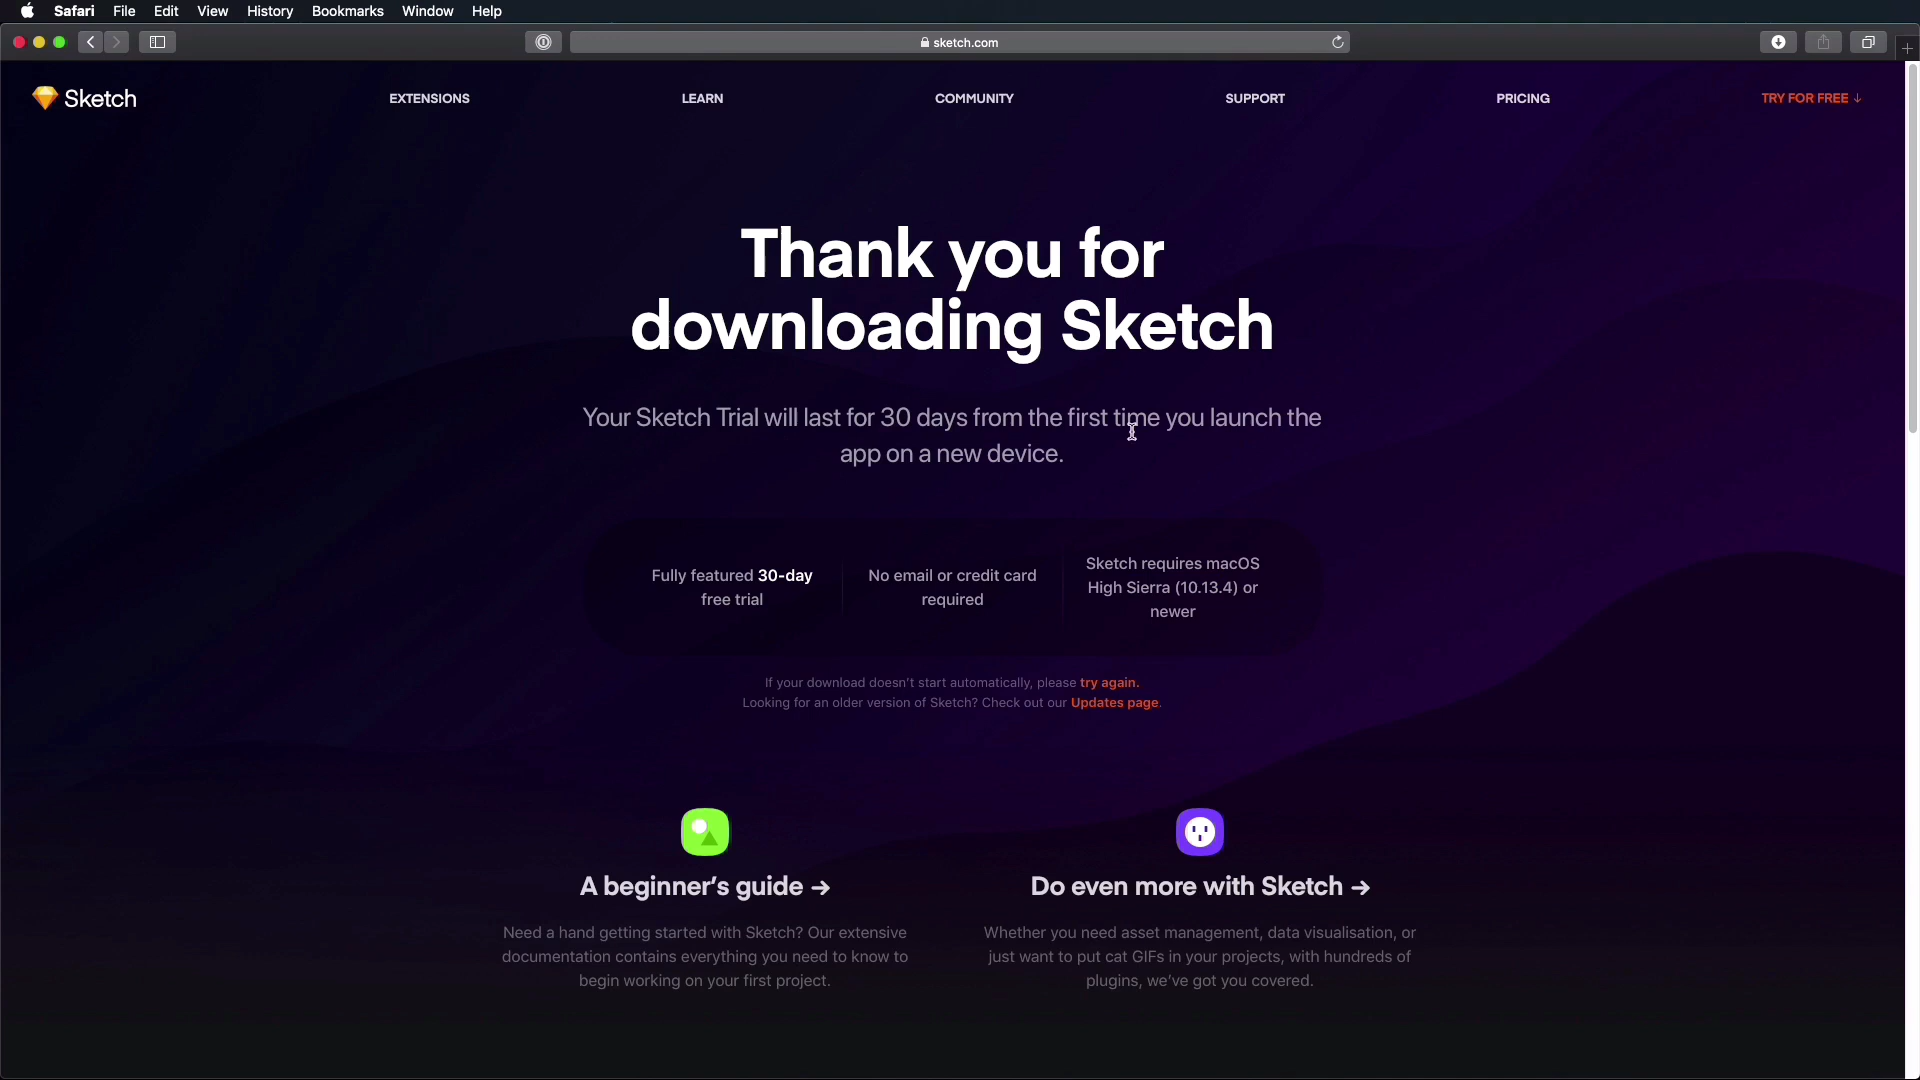 Safari File Edit View History Bookmarks Window Help
sketch.com
Sketch EXTENSIONS LEARN COMMUNITY SUPPORT PRICING TRY FOR FREE ↓
Thank you for
downloading Sketch
Your Sketch Trial will last for 30 days from the first time you launch the
app on a new device.
Fully featured 30-day
free trial
No email or credit card
required
Sketch requires macOS
High Sierra (10.13.4) or
newer
If your download doesn't start automatically, please try again.
Looking for an older version of Sketch? Check out our Updates page.
A beginner's guide →
Need a hand getting started with Sketch? Our extensive
documentation contains everything you need to know to
begin working on your first project.
Do even more with Sketch →
Whether you need asset management, data visualisation, or
just want to put cat GIFs in your projects, with hundreds of
plugins, we've got you covered.